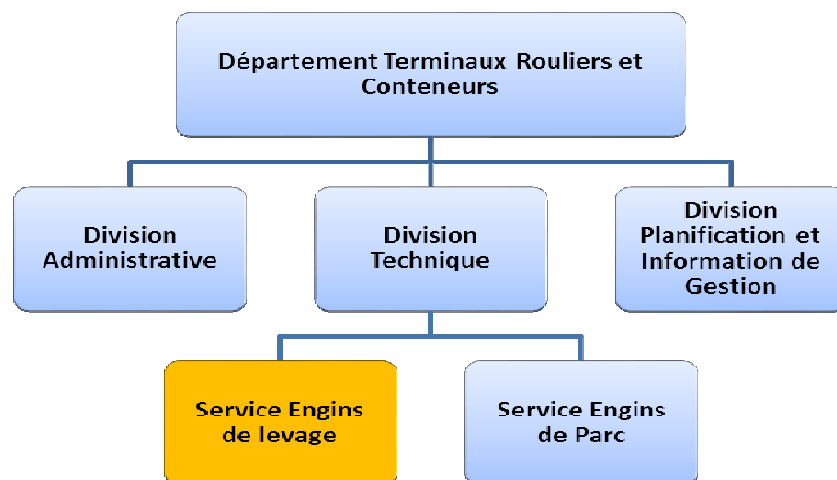 Département Terminaux Rouliers et
Conteneurs
Division
Administrative
Division
Technique
Division
Planification et
Information de
Gestion
Service Engins
de levage
Service Engins
de Parc